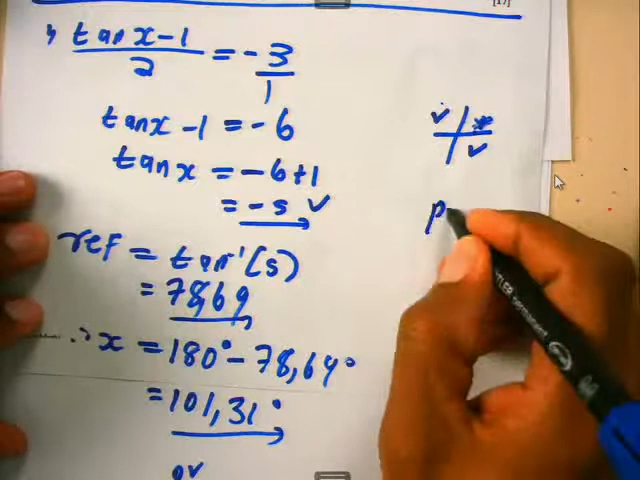 [17]
tan x - 1 / 2 = - 3 / 1
tan x - 1 = - 6
tan x = - 6 + 1
= - 5 ✓
ref = tan⁻¹(5)
= 78,69
∴ x = 180° - 78,69°
= 101,31°
or
p